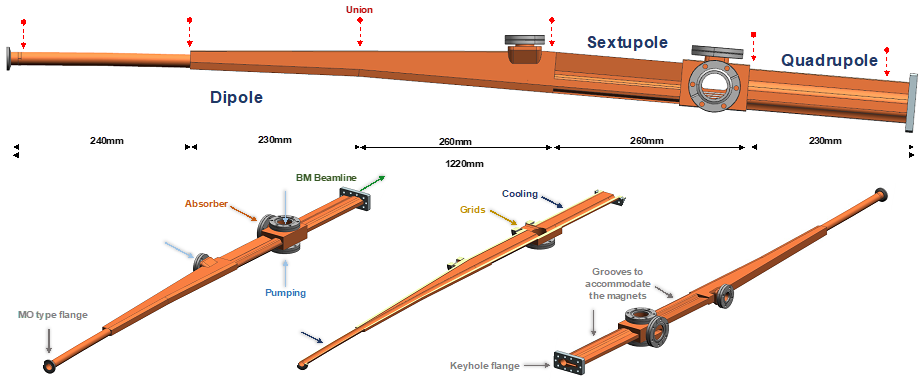 Union
Sextupole
Quadrupole
Dipole
240mm
230mm
260mm
260mm
230mm
1220mm
BM Beamline
Absorber
Pumping
MO type flange
Cooling
Grids
Grooves to
accommodate
the magnets
Keyhole flange